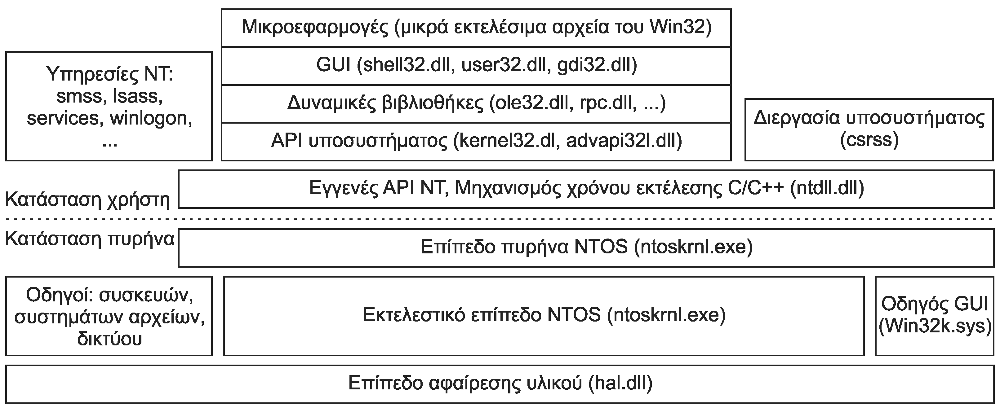 Μικροεφαρμογές (μικρά εκτελέσιμα αρχεία του Win32)
GUI (shell32.dll, user32.dll, gdi32.dll)
Δυναμικές βιβλιοθήκες (ole32.dll, rpc.dll, ...)
API υποσυστήματος (kernel32.dl, advapi32l.dll)
Υπηρεσίες NT:
smss, lsass,
services, winlogon,
...
Διεργασία υποσυστήματος
(csrss)
Εγγενές API NT, Μηχανισμός χρόνου εκτέλεσης C/C++ (ntdll.dll)
Κατάσταση χρήστη
Κατάσταση πυρήνα
Επίπεδο πυρήνα NTOS (ntoskrnl.exe)
Οδηγοί: συσκευών,
συστημάτων αρχείων,
δικτύου
Εκτελεστικό επίπεδο NTOS (ntoskrnl.exe)
Οδηγός GUI
(Win32k.sys)
Επίπεδο αφαίρεσης υλικού (hal.dll)